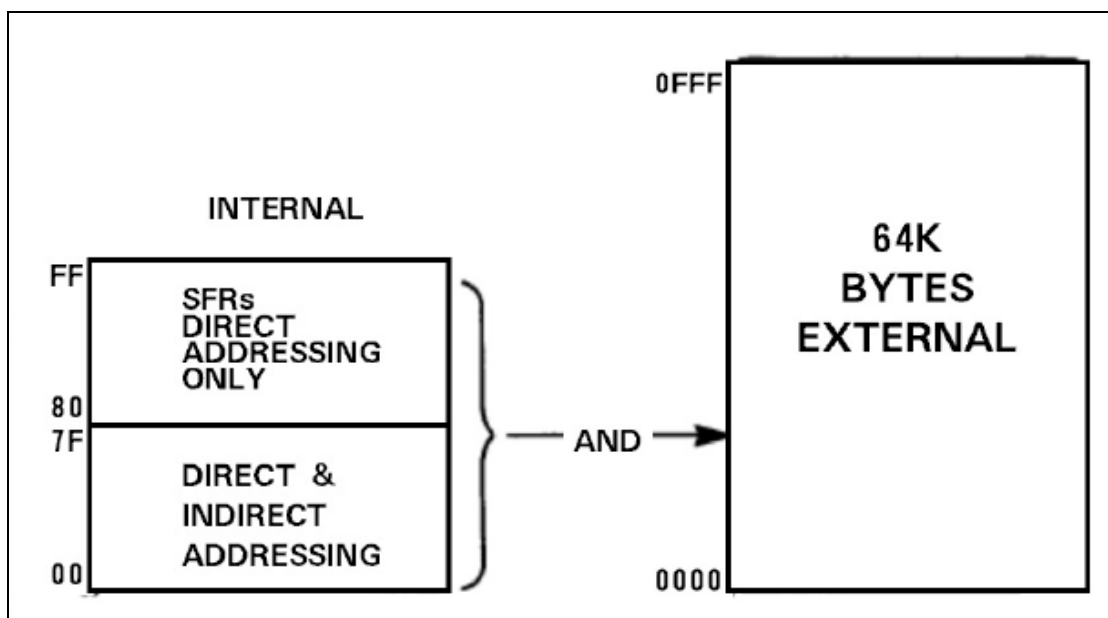 INTERNAL
FF
SFRs
DIRECT
ADDRESSING
ONLY
80
7F
DIRECT &
INDIRECT
ADDRESSING
00
AND
0FFF
64K
BYTES
EXTERNAL
0000